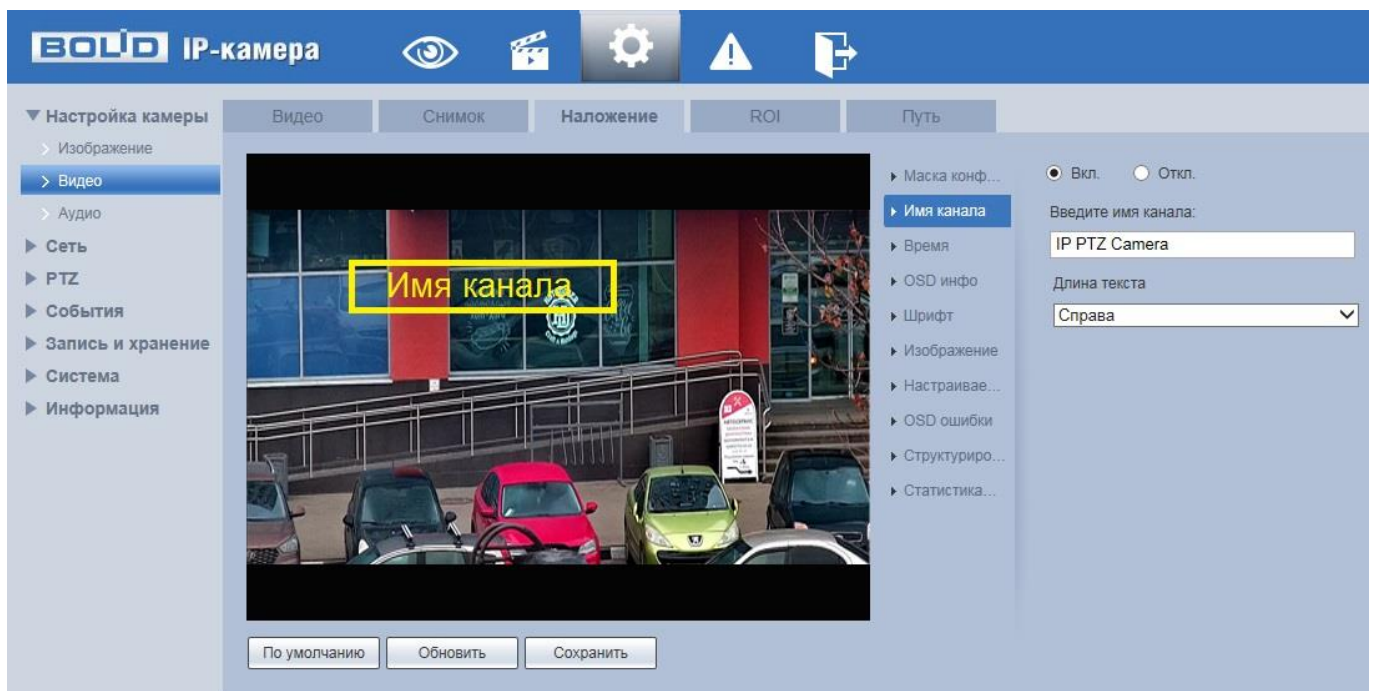 BOLID IP-камера
Настройка камеры
Изображение
Видео
Аудио
Сеть
PTZ
События
Запись и хранение
Система
Информация
Видео Снимок Наложение ROI Путь
Имя канала
Маска конф...
Имя канала
Время
OSD инфо
Шрифт
Изображение
Настраивае...
OSD ошибки
Структуриро...
Статистика...
Вкл. Откл.
Введите имя канала:
IP PTZ Camera
Длина текста
Справа
По умолчанию Обновить Сохранить